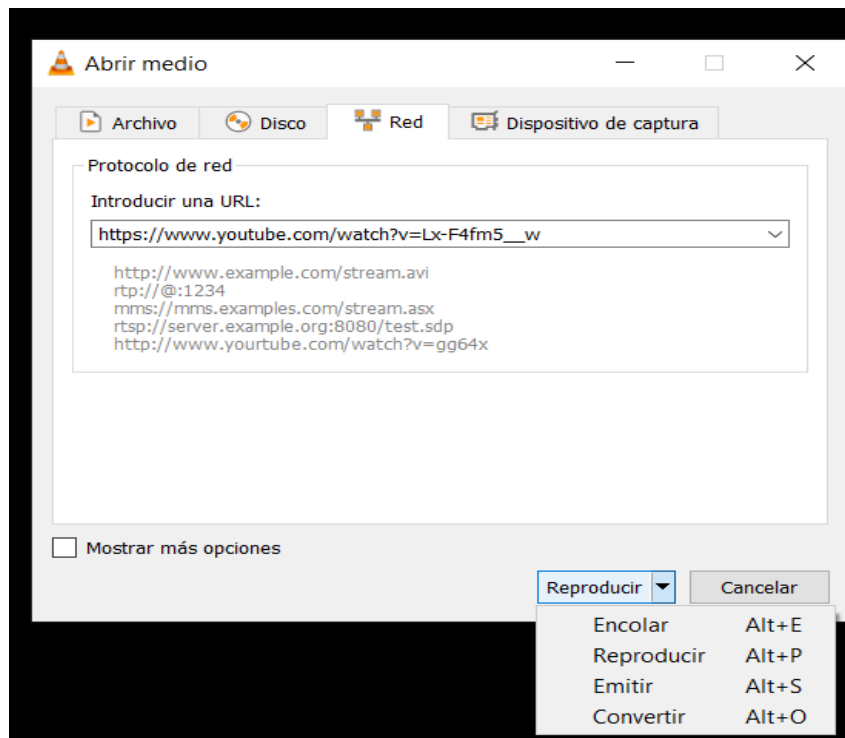 Abrir medio
Archivo Disco Red Dispositivo de captura
Protocolo de red
Introducir una URL:
https://www.youtube.com/watch?v=Lx-F4fm5__w
http://www.example.com/stream.avi
rtp://@:1234
mms://mms.examples.com/stream.asx
rtsp://server.example.org:8080/test.sdp
http://www.yourtube.com/watch?v=gg64x
Mostrar más opciones
Reproducir Cancelar
Encolar Alt+E
Reproducir Alt+P
Emitir Alt+S
Convertir Alt+O